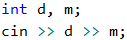 int d, m;
cin >> d >> m;